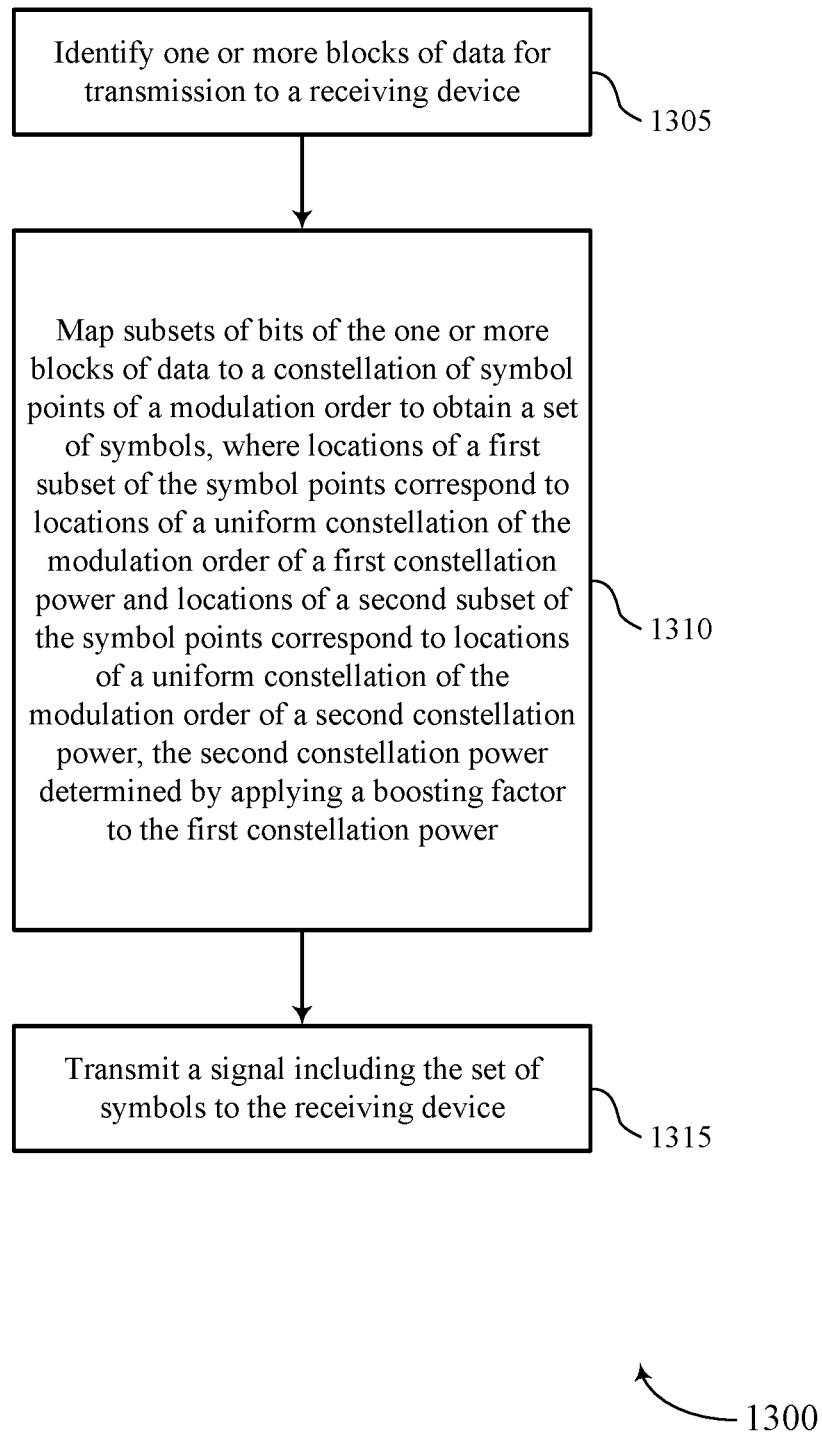 Identify one or more blocks of data for
transmission to a receiving device
1305
Map subsets of bits of the one or more
blocks of data to a constellation of symbol
points of a modulation order to obtain a set
of symbols, where locations of a first
subset of the symbol points correspond to
locations of a uniform constellation of the
modulation order of a first constellation
power and locations of a second subset of
the symbol points correspond to locations
of a uniform constellation of the
modulation order of a second constellation
power, the second constellation power
determined by applying a boosting factor
to the first constellation power
1310
Transmit a signal including the set of
symbols to the receiving device
1315
1300